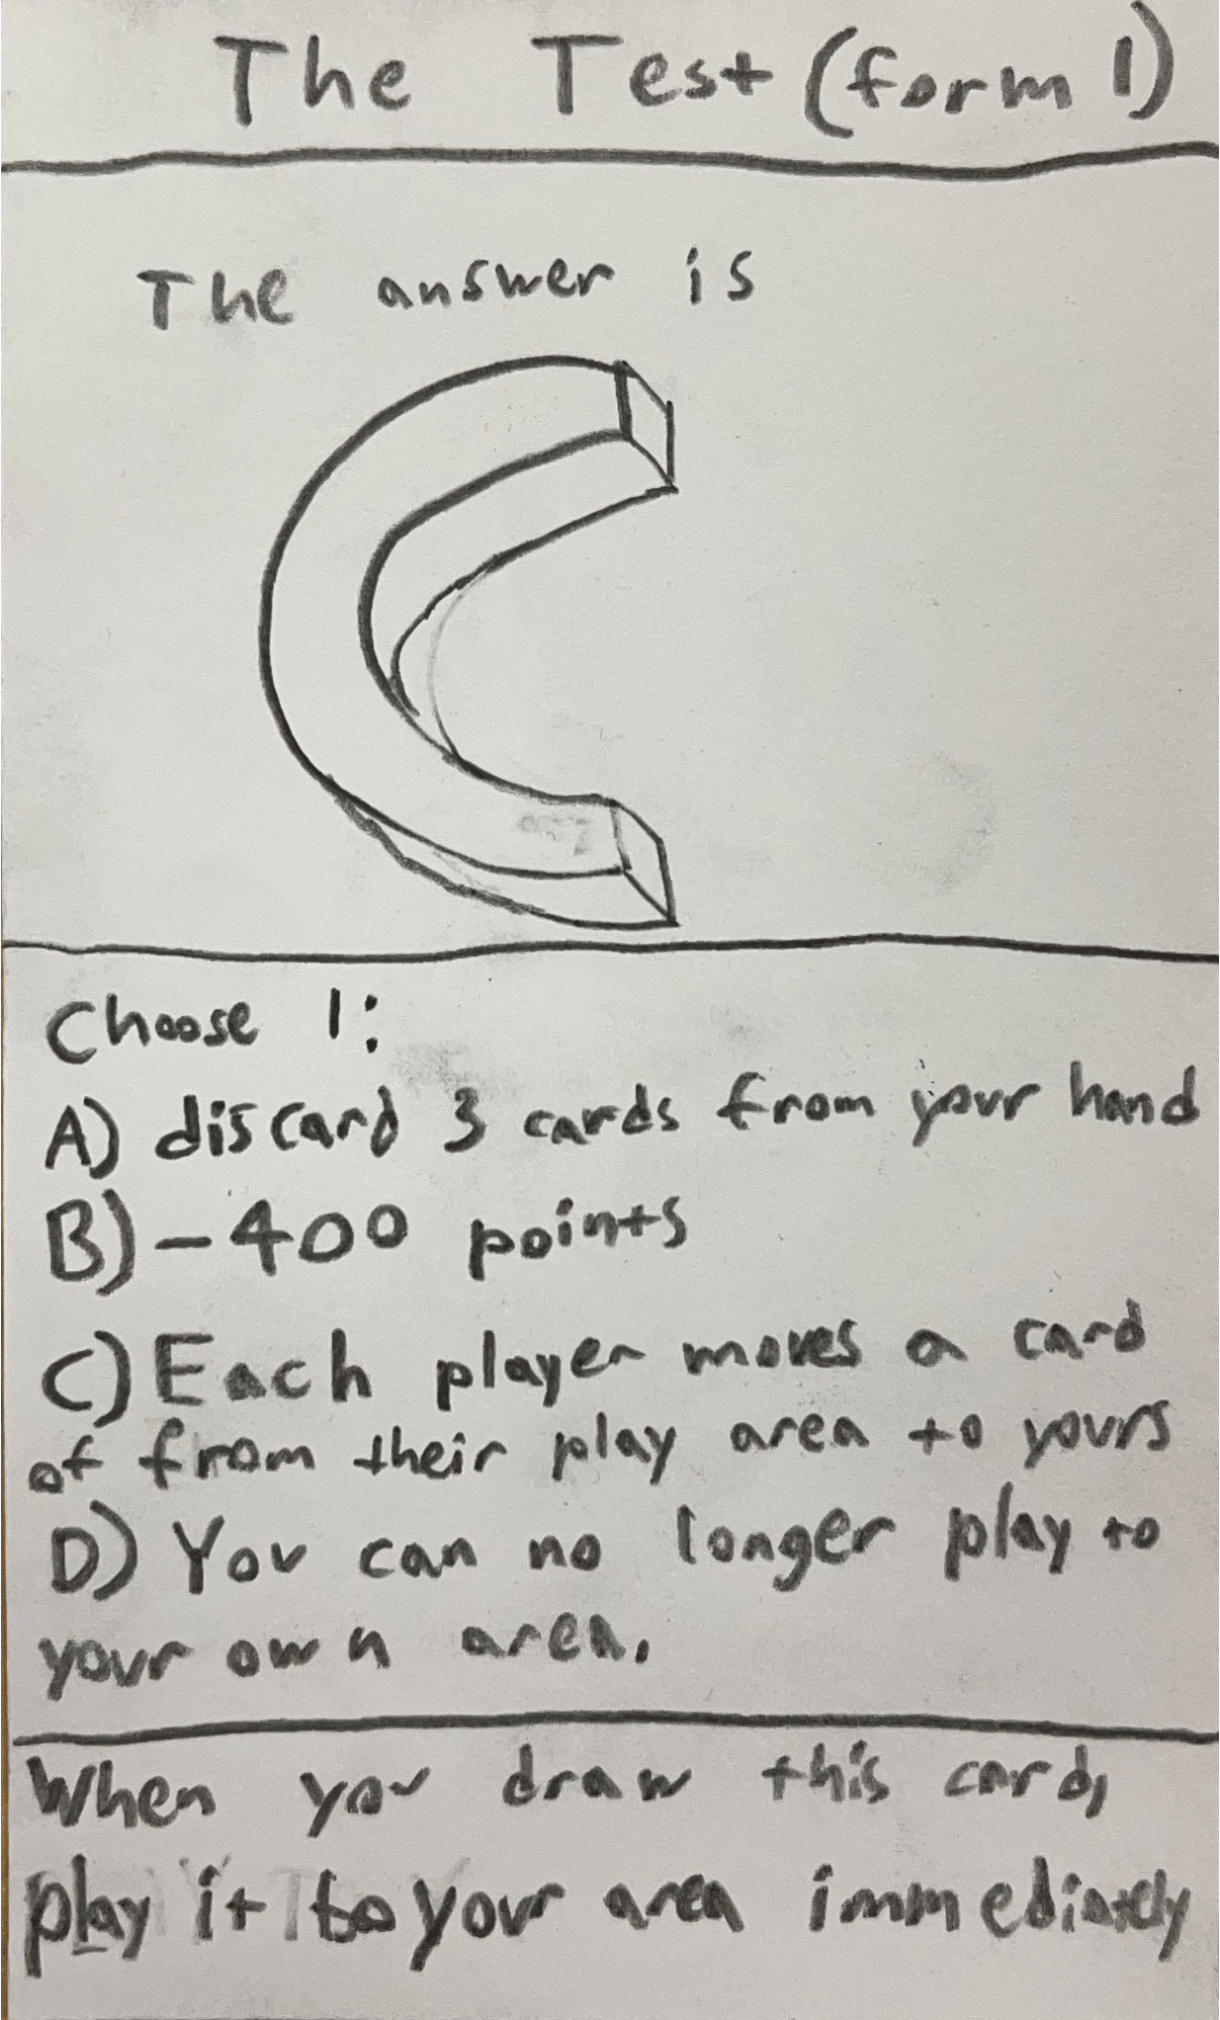 The Test (form 1)
The answer is
C
Choose 1:
A) discard 3 cards from your hand
B) -400 points
C) Each player moves a card
of from their play area to yours
D) You can no longer play to
your own area.
When you draw this card,
play it to your area immediately